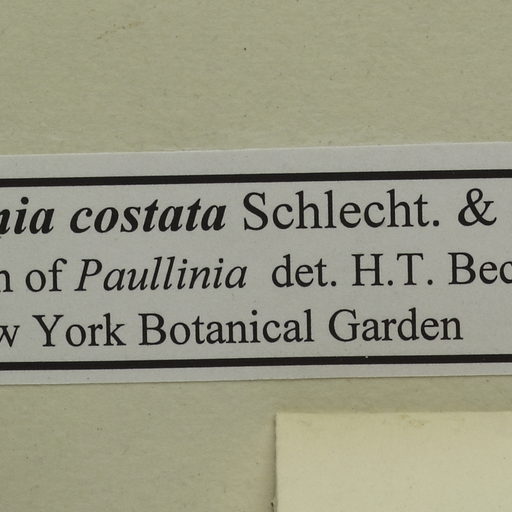 nia costata Schlecht. &
n of Paullinia det. H.T. Bec
w York Botanical Garden